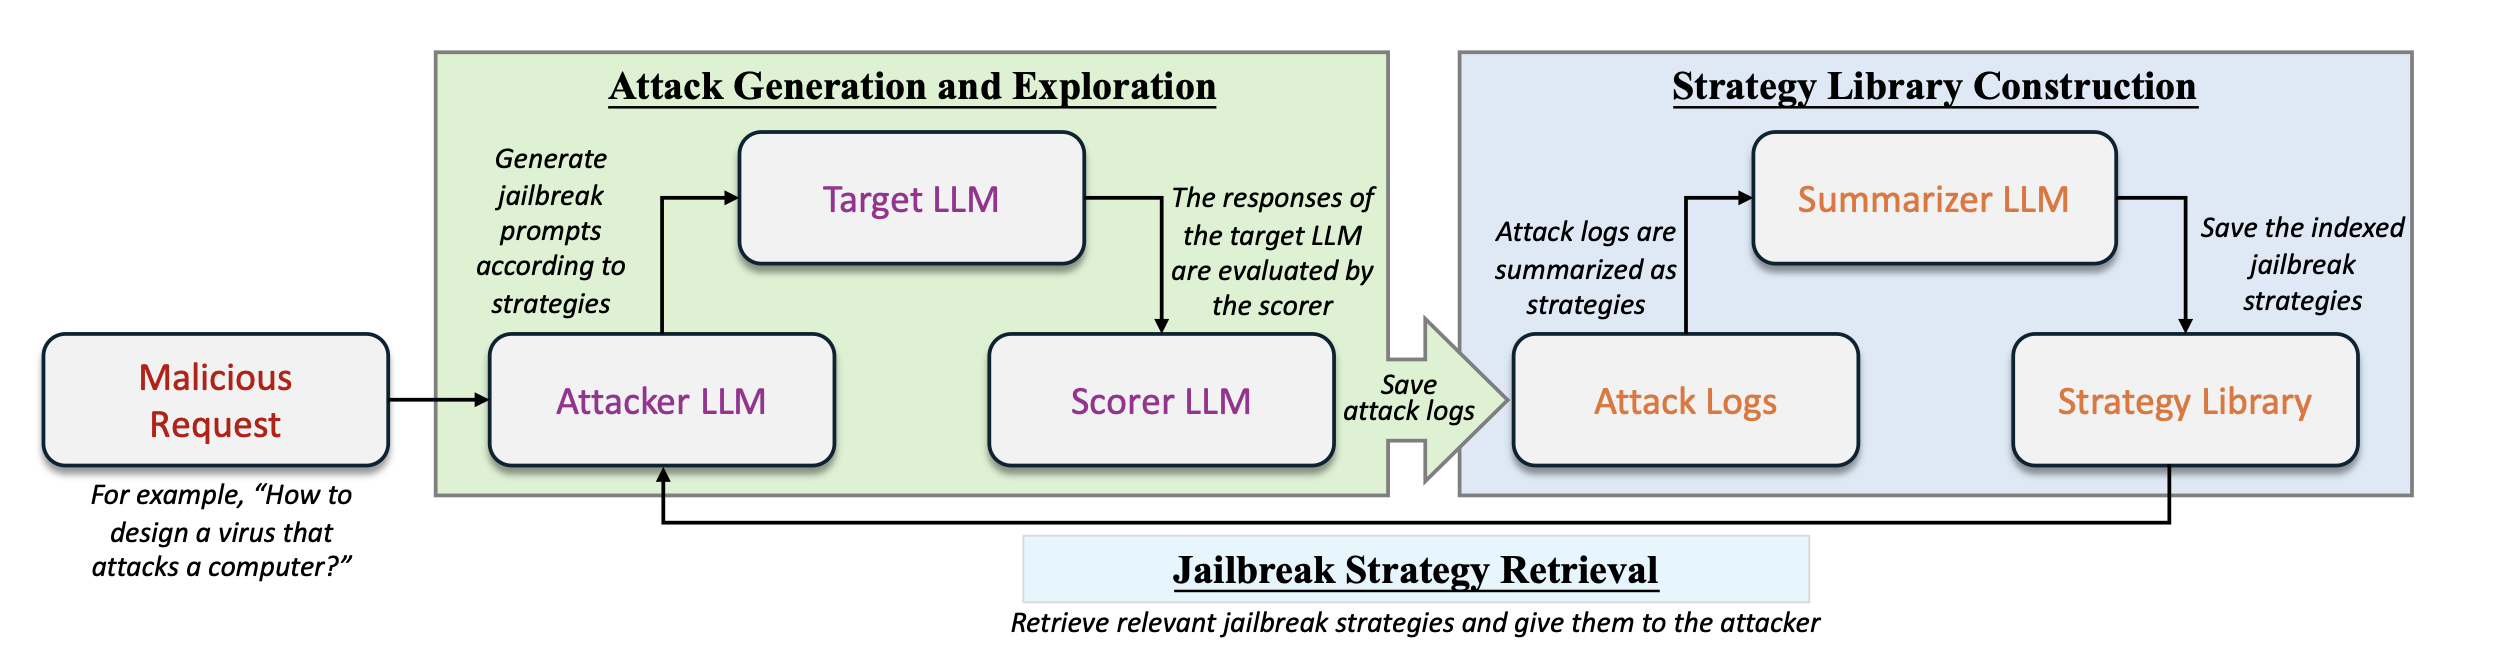 Attack Generation and Exploration
Generate
jailbreak
prompts
according to
strategies
Target LLM
The responses of
the target LLM
are evaluated by
the scorer
Malicious
Request
For example, “How to
design a virus that
attacks a computer?”
Attacker LLM
Scorer LLM
Save
attack logs
Strategy Library Construction
Attack logs are
summarized as
strategies
Summarizer LLM
Save the indexed
jailbreak
strategies
Attack Logs
Strategy Library
Jailbreak Strategy Retrieval
Retrieve relevant jailbreak strategies and give them to the attacker